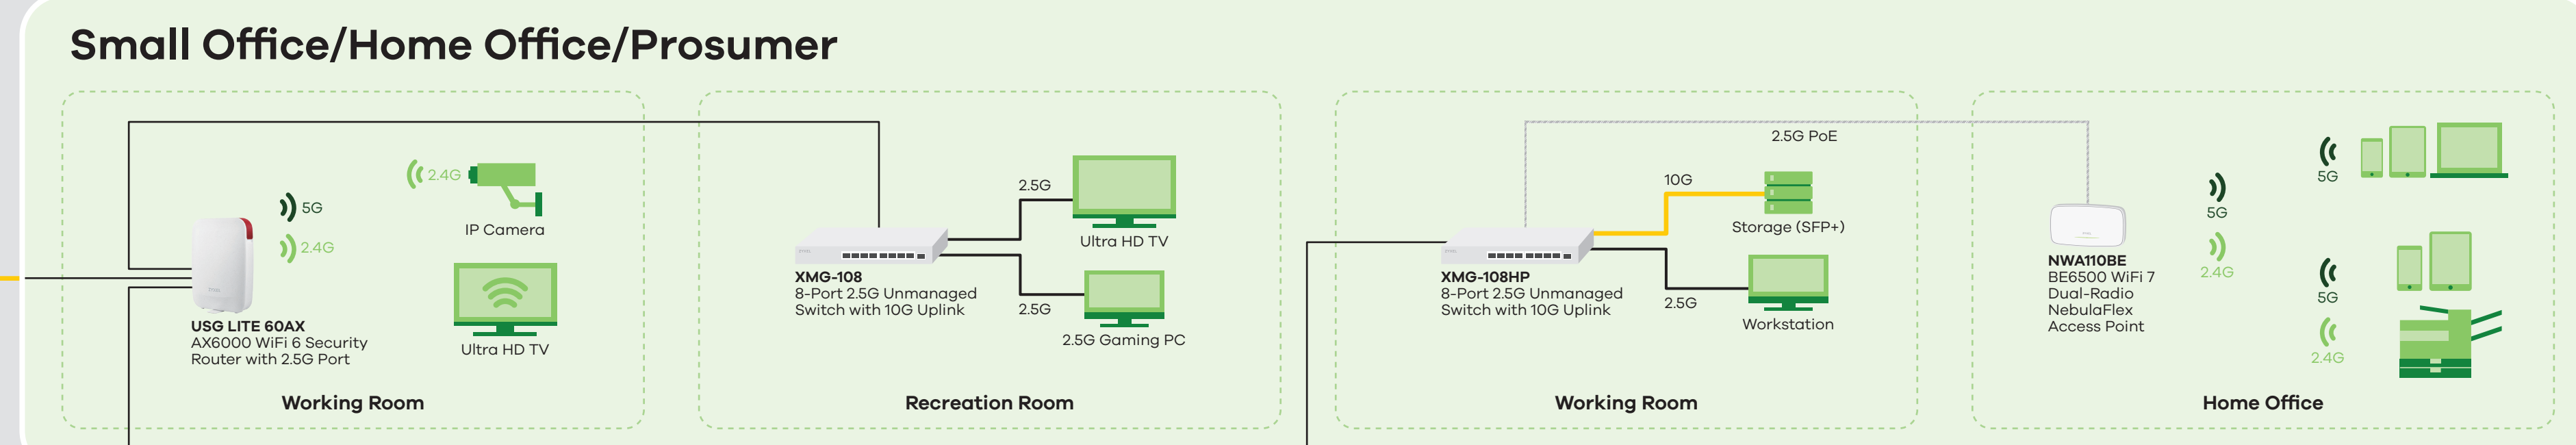 Small Office/Home Office/Prosumer
5G
2.4G
2.4G
IP Camera
Ultra HD TV
USG LITE 60AX
AX6000 WiFi 6 Security
Router with 2.5G Port
Working Room
XMG-108
8-Port 2.5G Unmanaged
Switch with 10G Uplink
2.5G
Ultra HD TV
2.5G
2.5G Gaming PC
Recreation Room
2.5G PoE
XMG-108HP
8-Port 2.5G Unmanaged
Switch with 10G Uplink
10G
Storage (SFP+)
2.5G
Workstation
Working Room
NWA110BE
BE6500 WiFi 7
Dual-Radio
NebulaFlex
Access Point
5G
2.4G
5G
5G
2.4G
Home Office